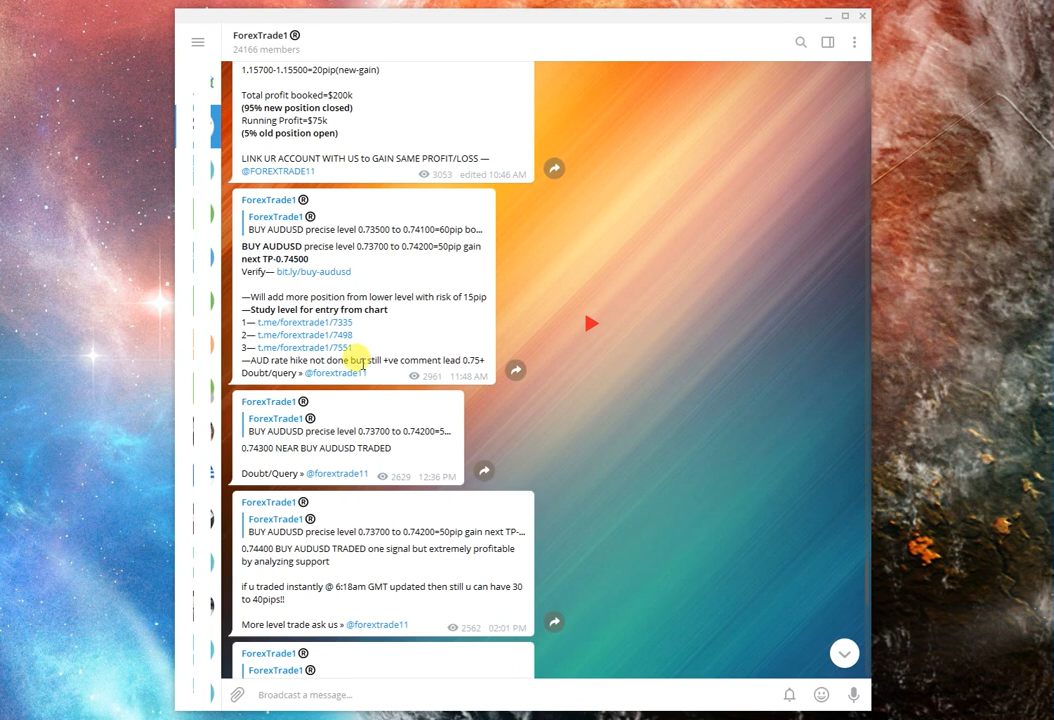 ForexTrade1 ®
24166 members
1.15700-1.15500=20pip(new-gain)
Total profit booked=$200k
(95% new position closed)
Running Profit=$75k
(5% old position open)
LINK UR ACCOUNT WITH US to GAIN SAME PROFIT/LOSS —
@FOREXTRADE11
3053 edited 10:46 AM
ForexTrade1 ®
ForexTrade1 ®
BUY AUDUSD precise level 0.73500 to 0.74100=60pip bo...
BUY AUDUSD precise level 0.73700 to 0.74200=50pip gain
next TP-0.74500
Verify— bit.ly/buy-audusd
—Will add more position from lower level with risk of 15pip
—Study level for entry from chart
1— t.me/forextrade1/7335
2— t.me/forextrade1/7498
3— t.me/forextrade1/7551
—AUD rate hike not done but still +ve comment lead 0.75+
Doubt/query » @forextrade11
2961 11:48 AM
ForexTrade1 ®
ForexTrade1 ®
BUY AUDUSD precise level 0.73700 to 0.74200=5...
0.74300 NEAR BUY AUDUSD TRADED
Doubt/Query » @forextrade11
2629 12:36 PM
ForexTrade1 ®
ForexTrade1 ®
BUY AUDUSD precise level 0.73700 to 0.74200=50pip gain next TP-...
0.74400 BUY AUDUSD TRADED one signal but extremely profitable
by analyzing support
if u traded instantly @ 6:18am GMT updated then still u can have 30
to 40pips!!
More level trade ask us » @forextrade11
2562 02:01 PM
ForexTrade1 ®
ForexTrade1 ®
Broadcast a message...